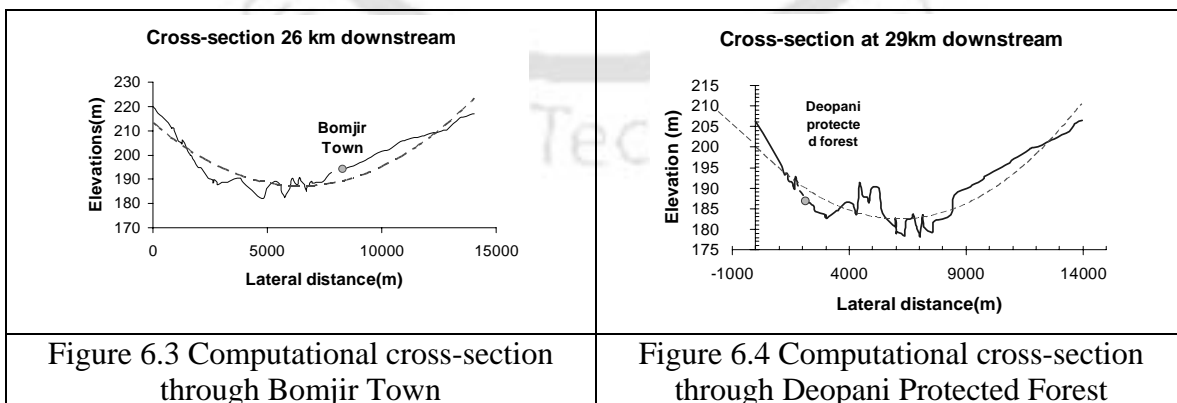 Cross-section 26 km downstream
230
220
210
200
190
180
170
0
5000
10000
15000
Elevations(m)
Lateral distance(m)
Bomjir
Town
Cross-section at 29km downstream
215
210
205
200
195
190
185
180
175
-1000
4000
9000
14000
Elevation (m)
Lateral distance(m)
Deopani
protecte
d forest
Tec
Figure 6.3 Computational cross-section
through Bomjir Town
Figure 6.4 Computational cross-section
through Deopani Protected Forest